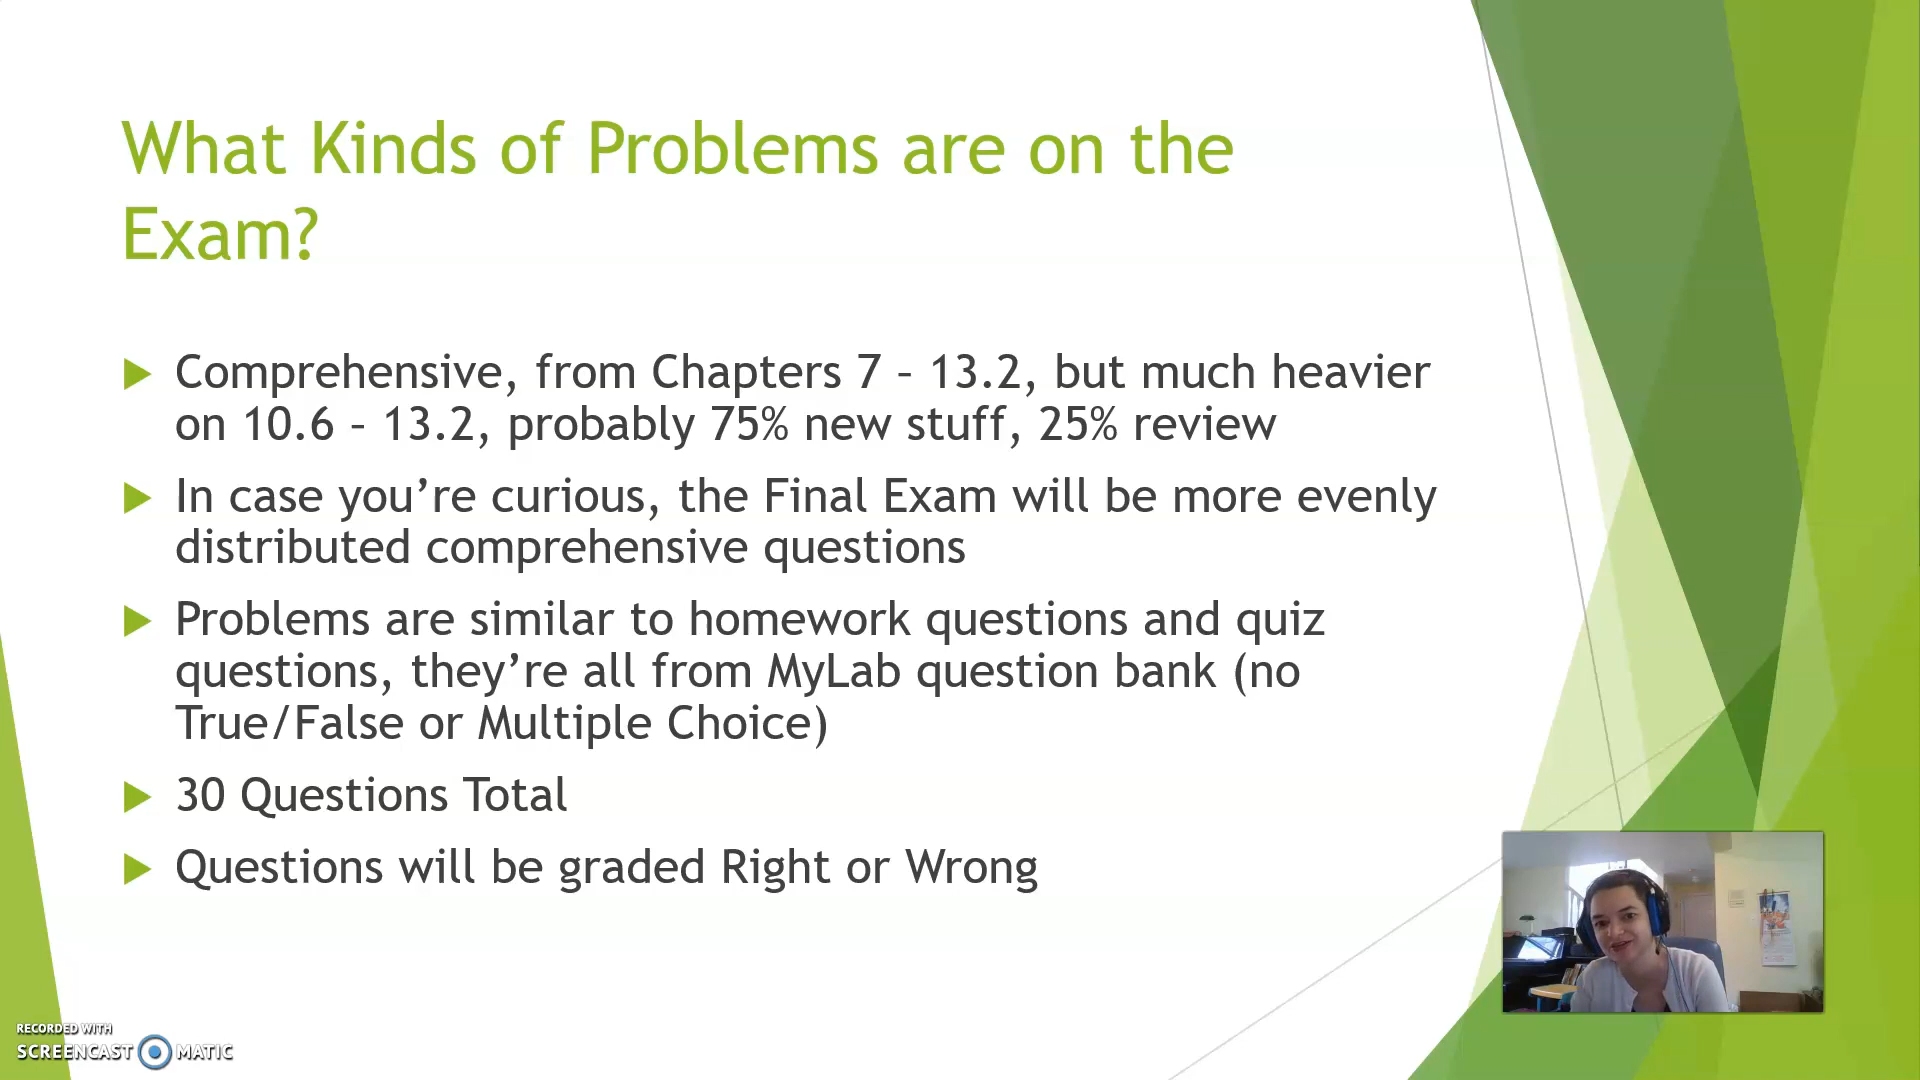 What Kinds of Problems are on the
Exam?
Comprehensive, from Chapters 7 – 13.2, but much heavier
on 10.6 – 13.2, probably 75% new stuff, 25% review
In case you’re curious, the Final Exam will be more evenly
distributed comprehensive questions
Problems are similar to homework questions and quiz
questions, they’re all from MyLab question bank (no
True/False or Multiple Choice)
30 Questions Total
Questions will be graded Right or Wrong
RECORDED WITH
SCREENCAST MATIC